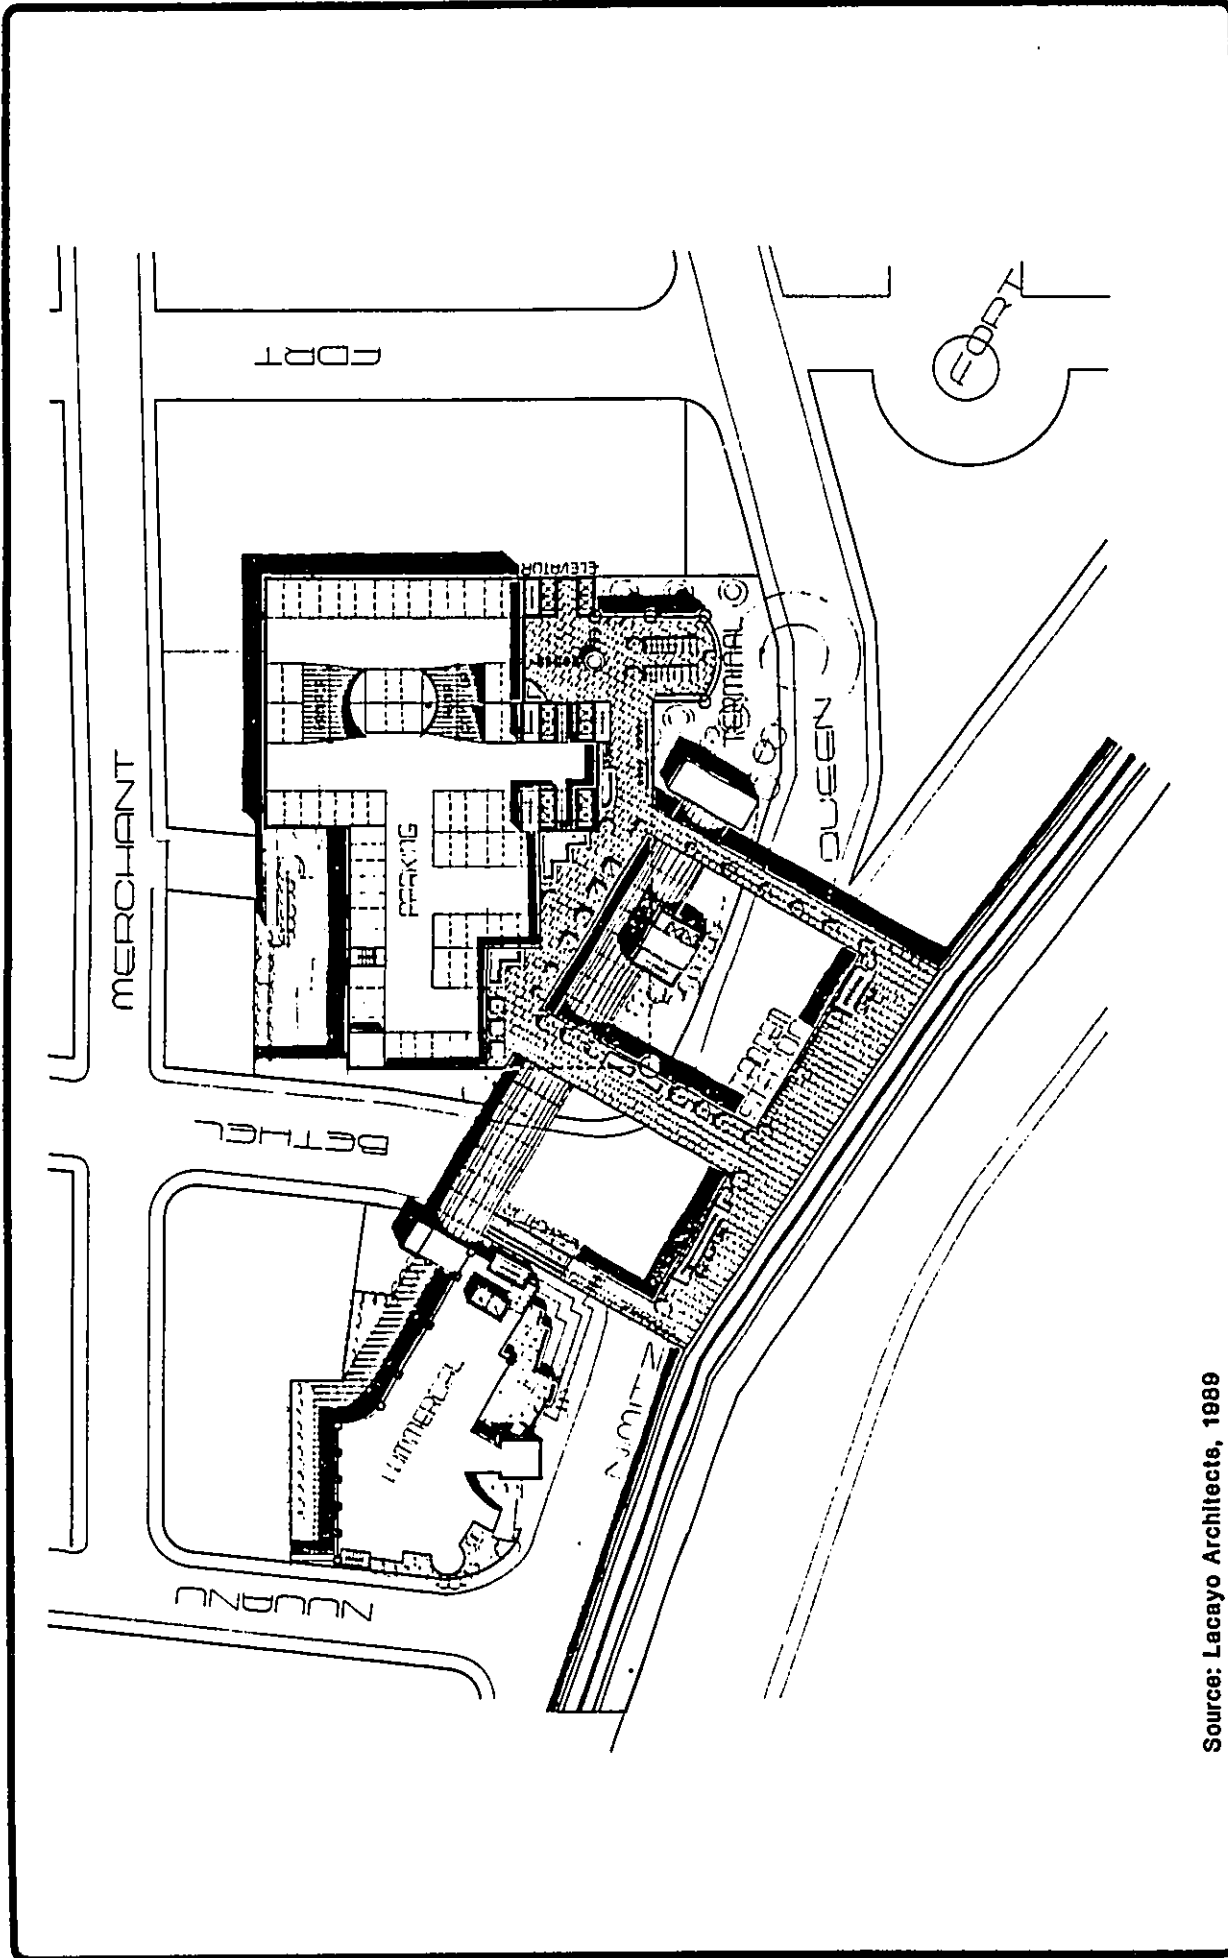 MERCHANT
FORT
FORT
ELEVATOR
TERMINAL
QUEEN
PARKING
BETHEL
COMMERCIAL
NIMITZ
NUUANU
Source: Lacayo Architects, 1989